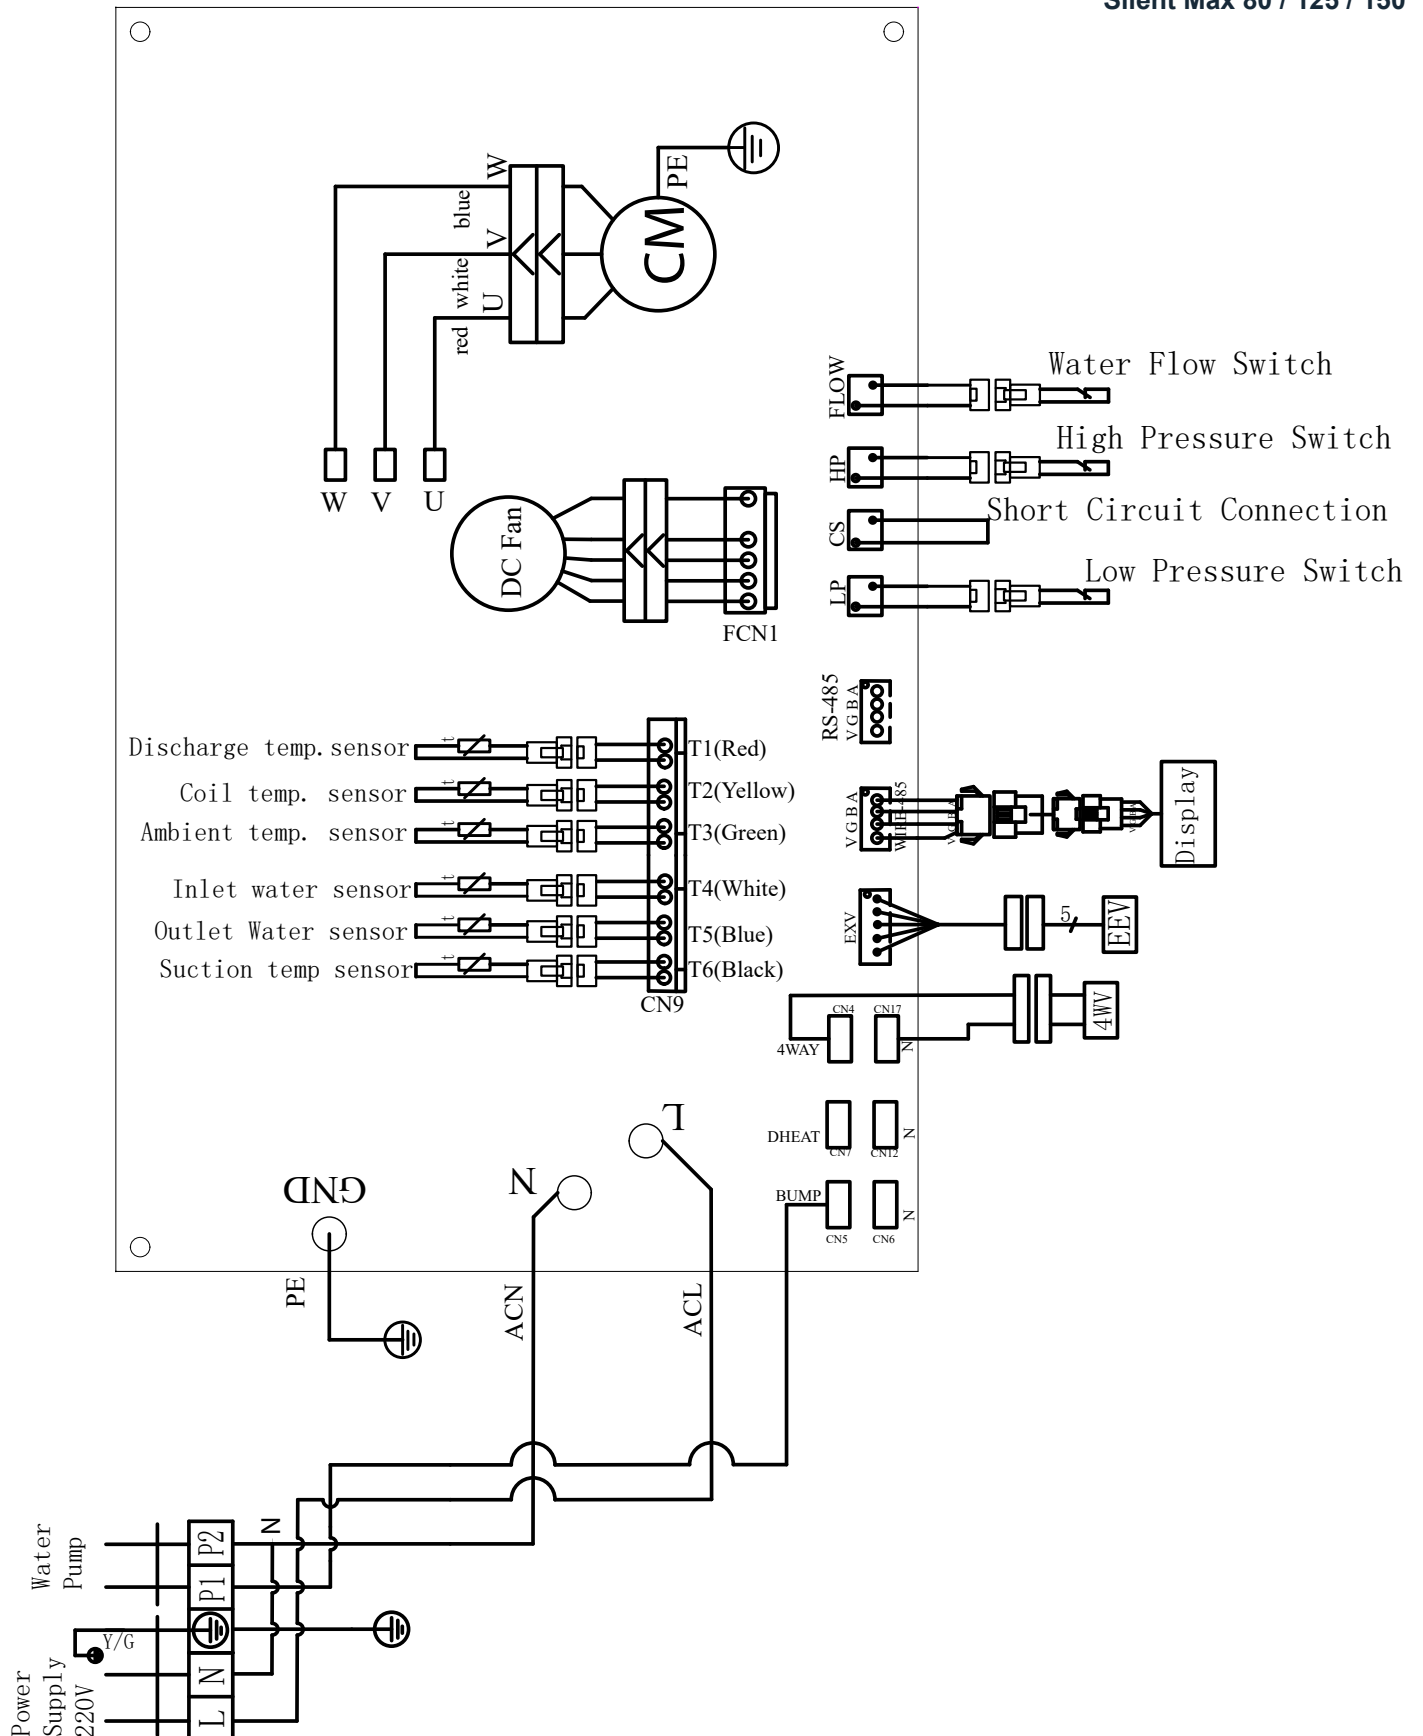 Silent Max 80 / 125 / 150
W
blue
V
white
U
red
CM
PE
W
V
U
DC Fan
FCN1
FLOW
Water Flow Switch
HP
High Pressure Switch
CS
Short Circuit Connection
LP
Low Pressure Switch
RS-485
V G B A
V G B A
WIRE-485
Display
EXV
5
EEV
Discharge temp.sensor
t
T1(Red)
Coil temp. sensor
t
T2(Yellow)
Ambient temp. sensor
t
T3(Green)
Inlet water sensor
t
T4(White)
Outlet Water sensor
t
T5(Blue)
Suction temp sensor
t
T6(Black)
CN9
CN4
CN17
4WAY
N
4WV
DHEAT
N
CN7
CN12
BUMP
N
CN5
CN6
L
N
GND
PE
ACN
ACL
Water
Pump
P2
N
P1
Y/G
Power
Supply
220V
N
L